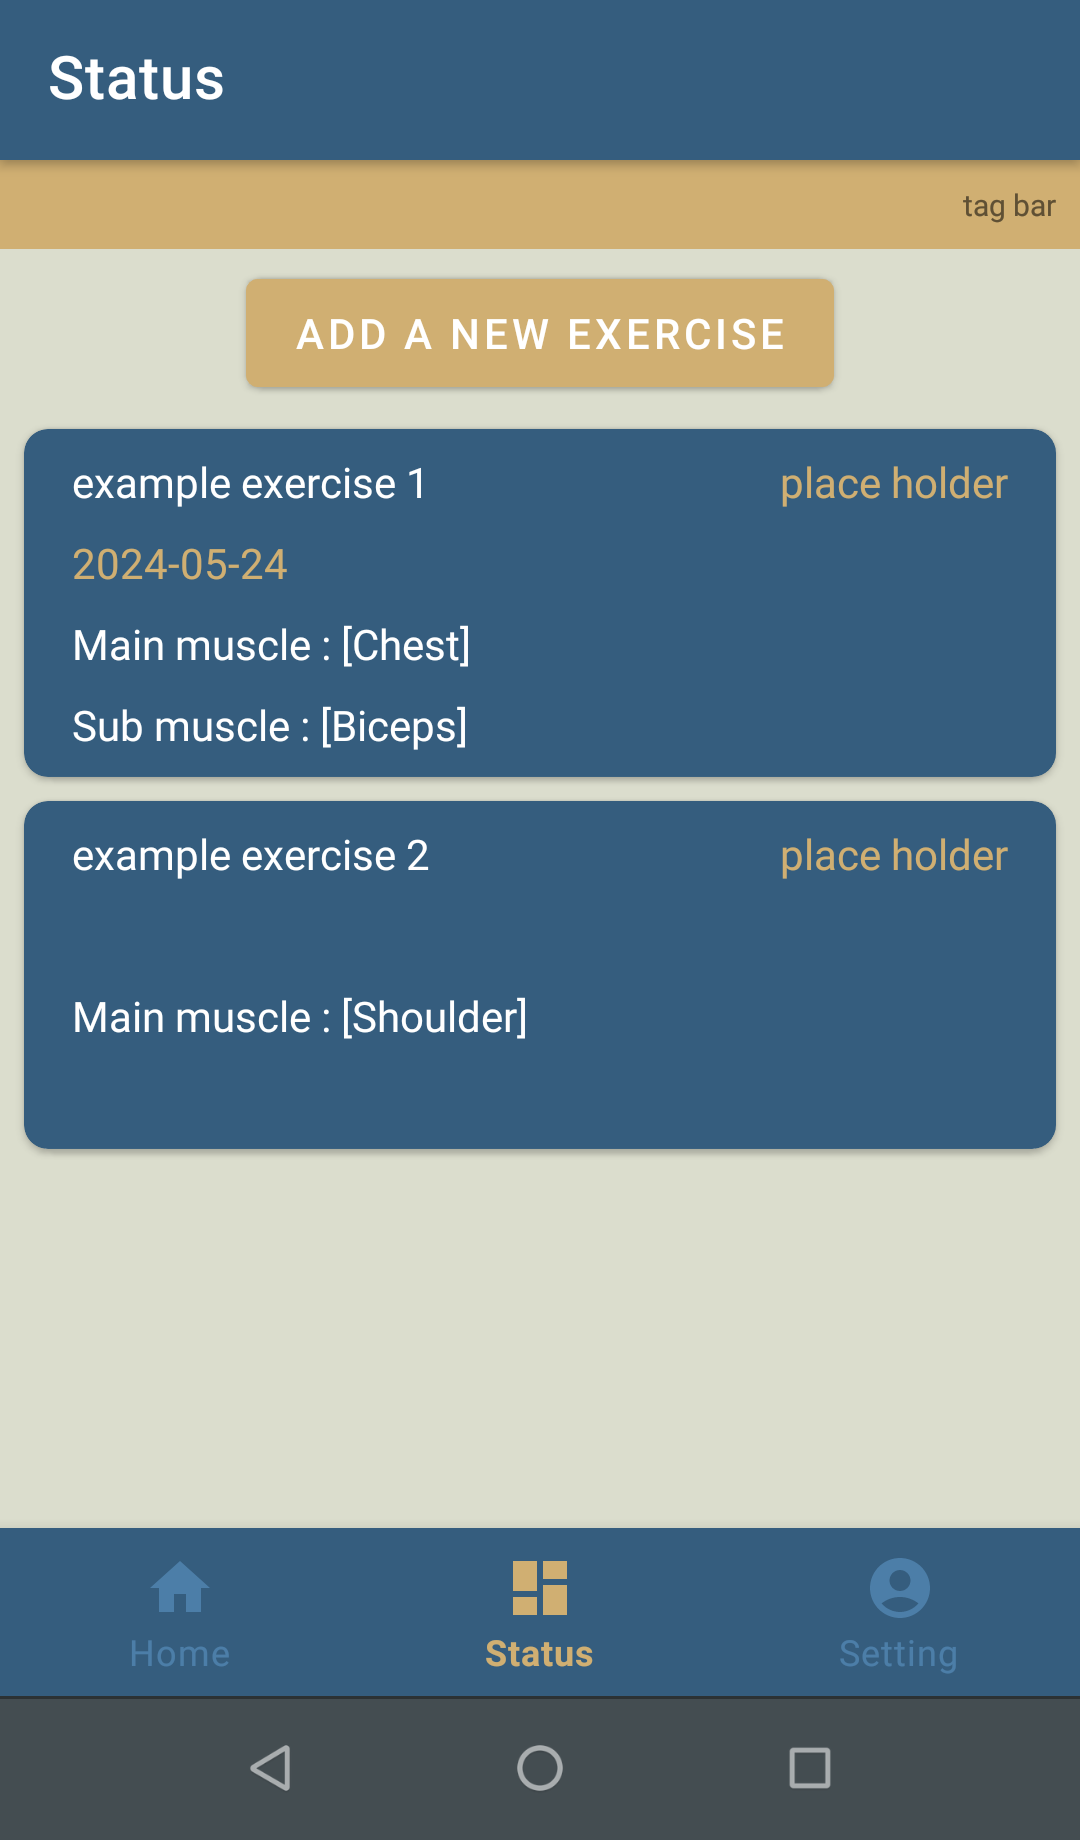 Status
tag bar
ADD A NEW EXERCISE
example exercise 1 place holder
2024-05-24
Main muscle : [Chest]
Sub muscle : [Biceps]
example exercise 2 place holder
Main muscle : [Shoulder]
Home Status Setting